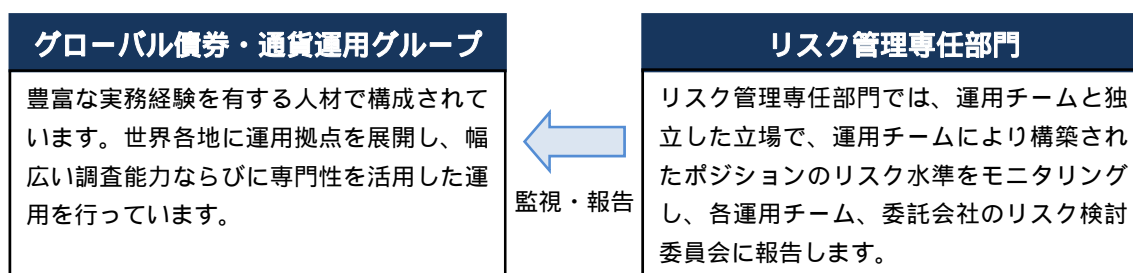 グローバル債券・通貨運用グループ
豊富な実務経験を有する人材で構成されて
います。世界各地に運用拠点を展開し、幅
広い調査能力ならびに専門性を活用した運
用を行っています。
監視・報告
リスク管理専任部門
リスク管理専任部門では、運用チームと独
立した立場で、運用チームにより構築され
たポジションのリスク水準をモニタリング
し、各運用チーム、委託会社のリスク検討
委員会に報告します。